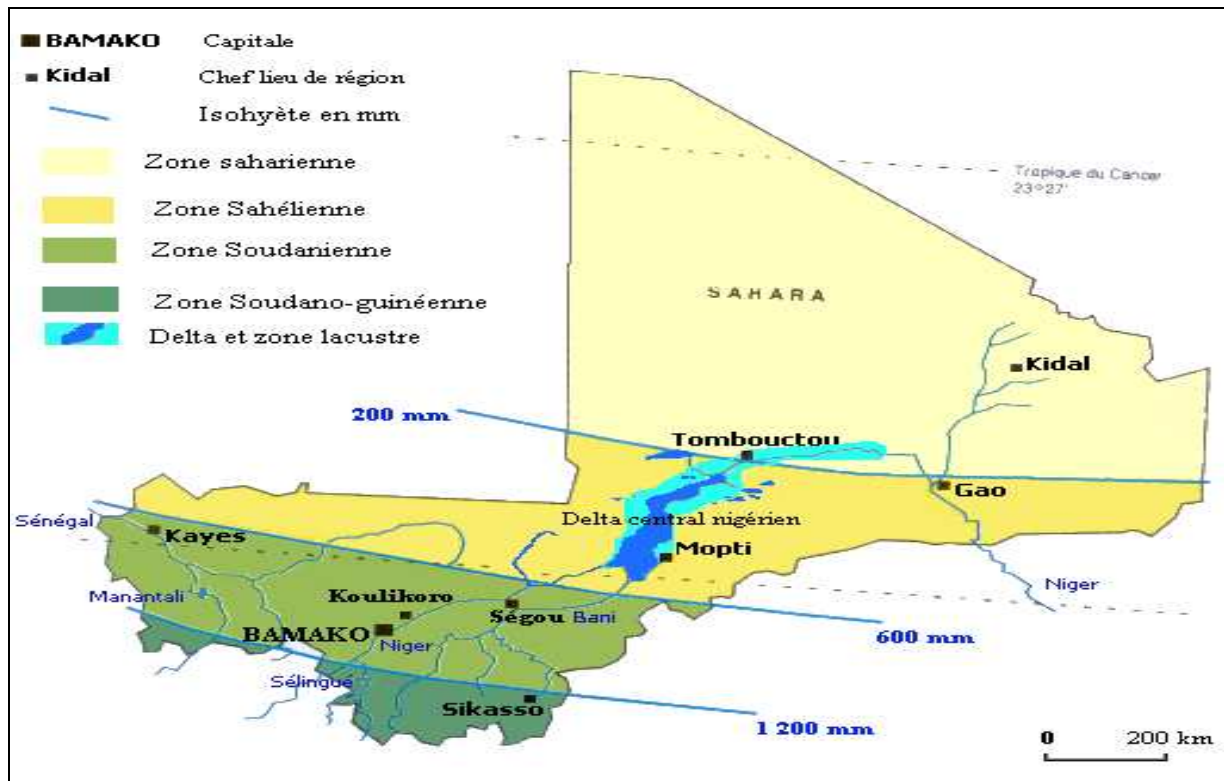 BAMAKO Capitale
Kidal Chef lieu de région
Isohyète en mm
Zone saharienne
Zone Sahélienne
Zone Soudanienne
Zone Soudano-guinéenne
Delta et zone lacustre
Tropique du Cancer
23°27'
SAHARA
Kidal
200 mm
Tombouctou
Gao
Sénégal
Kayes
Delta central nigérien
Mopti
Niger
Manantali
Koulikoro
Ségou Bani
BAMAKO
Niger
600 mm
Sélingué
Sikasso
1 200 mm
0 200 km